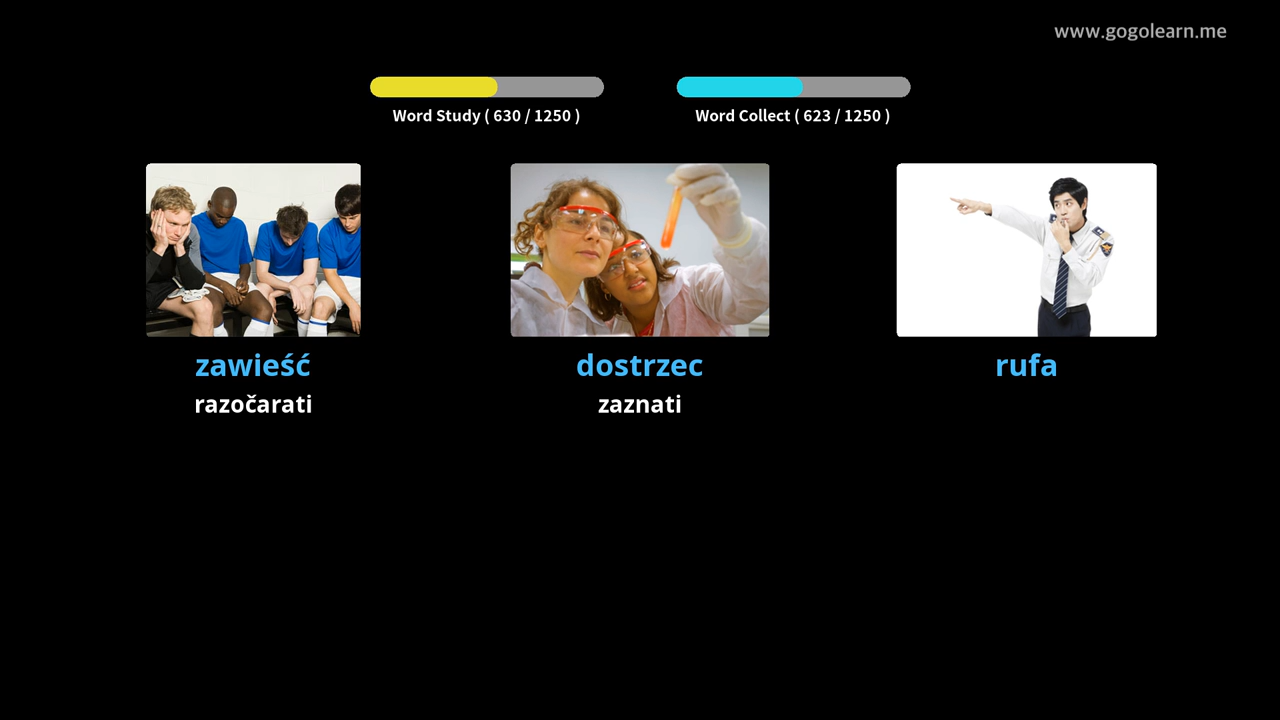 www.gogolearn.me
Word Study ( 630 / 1250 )
Word Collect ( 623 / 1250 )
zawieść
dostrzec
rufa
razočarati
zaznati